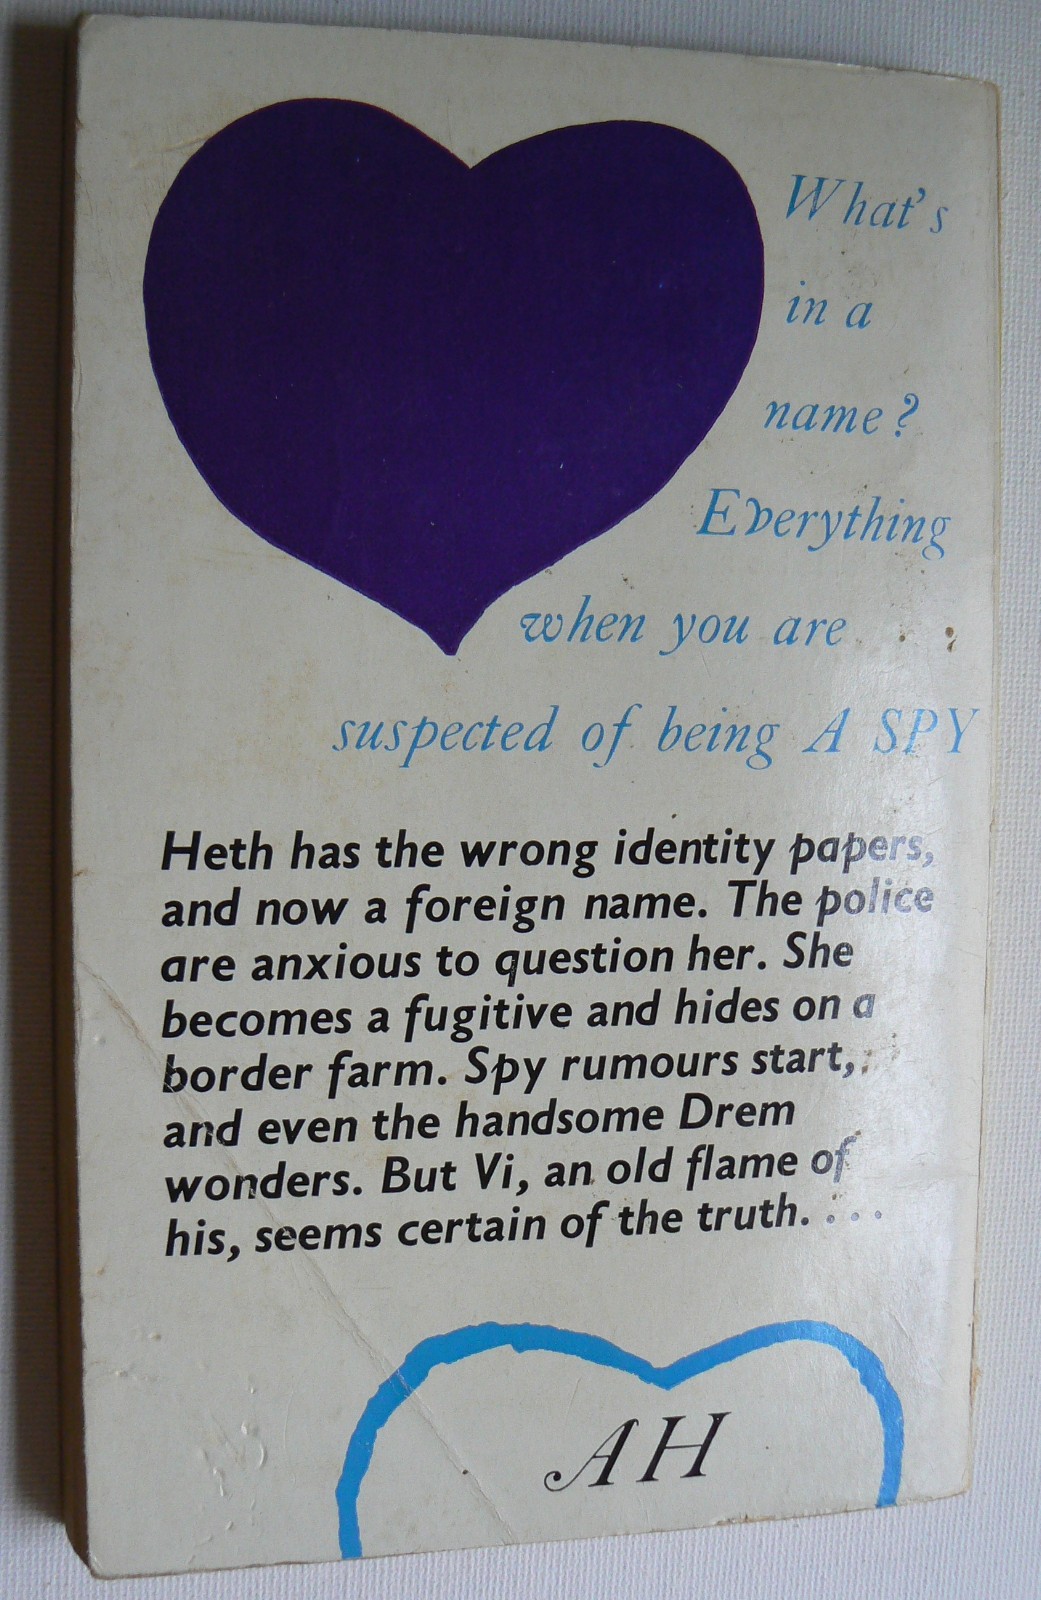 What's
in a
name?
Everything
when you are
suspected of being A SPY
Heth has the wrong identity papers,
and now a foreign name. The police
are anxious to question her. She
becomes a fugitive and hides on a
border farm. Spy rumours start,
and even the handsome Drem
wonders. But Vi, an old flame of
his, seems certain of the truth. . . .
AH